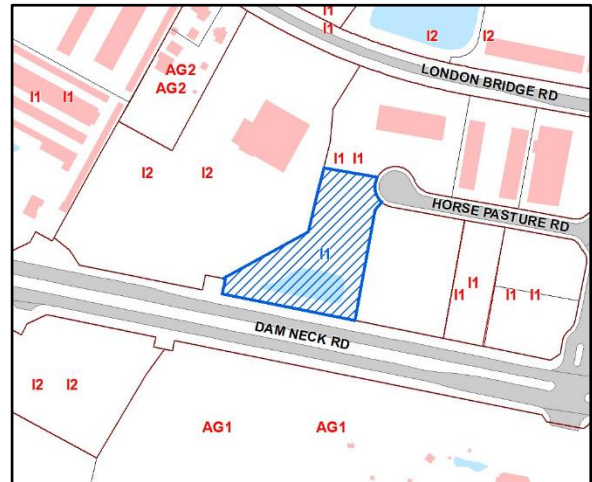 I1
I1
I2
I2
LONDON BRIDGE RD
AG2
AG2
I1
I1
I2
I2
I1
I1
HORSE PASTURE RD
I1
I1
I1
I1
I1
DAM NECK RD
I2
I2
AG1
AG1